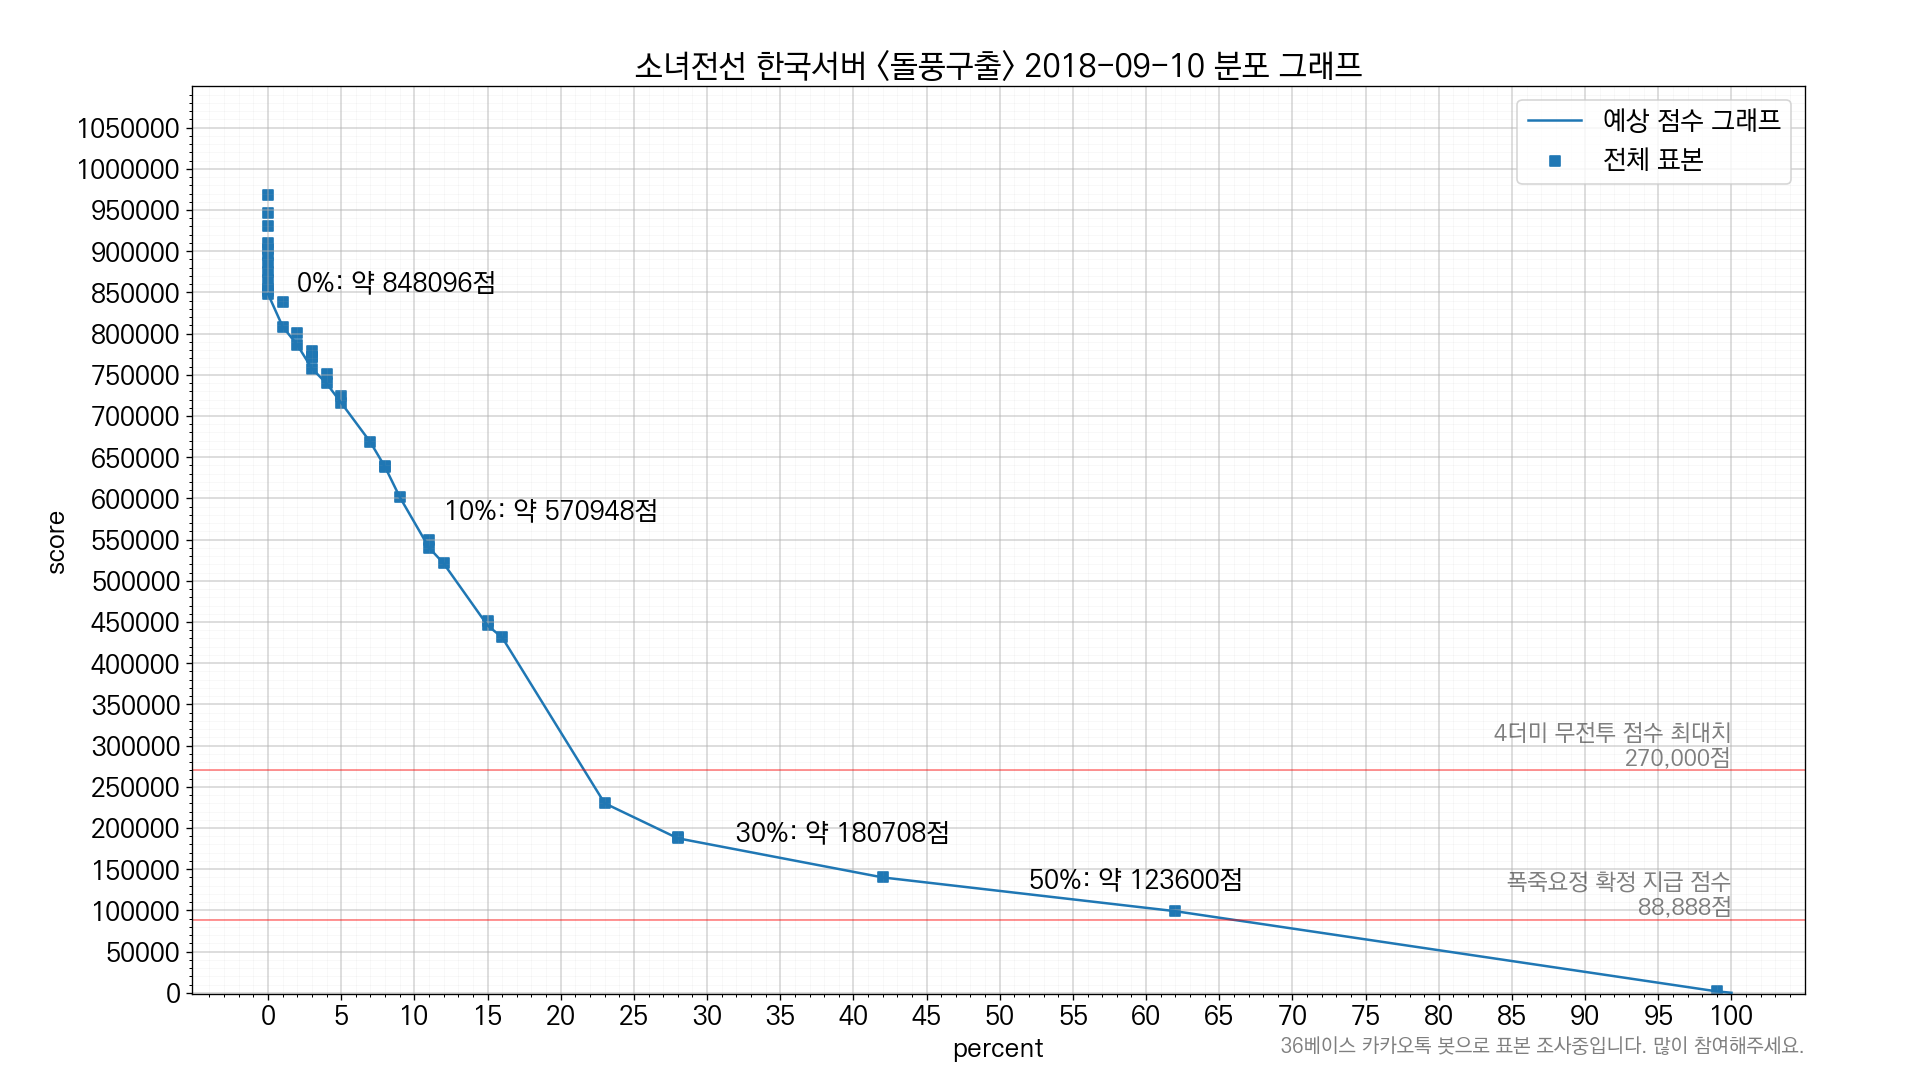 소녀전선 한국서버 <돌풍구출> 2018-09-10 분포 그래프
예상 점수 그래프
전체 표본
score
1050000
1000000
950000
900000
850000
800000
750000
700000
650000
600000
550000
500000
450000
400000
350000
300000
250000
200000
150000
100000
50000
0
0%: 약 848096점
10%: 약 570948점
30%: 약 180708점
50%: 약 123600점
4더미 무전투 점수 최대치
270,000점
폭죽요정 확정 지급 점수
88,888점
0 5 10 15 20 25 30 35 40 45 50 55 60 65 70 75 80 85 90 95 100
percent
36베이스 카카오톡 봇으로 표본 조사중입니다. 많이 참여해주세요.